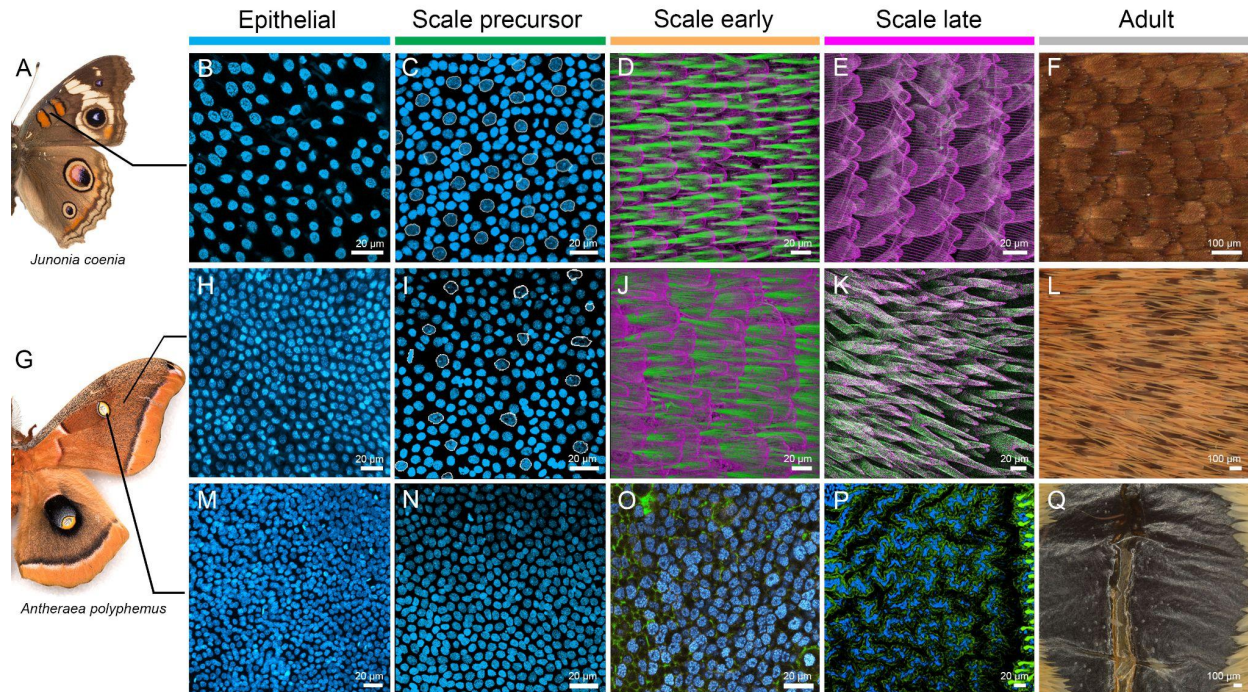 Epithelial
Scale precursor
Scale early
Scale late
Adult
A
B
20 µm
C
20 µm
D
20 µm
E
20 µm
F
100 µm
Junonia coenia
H
20 µm
I
20 µm
J
20 µm
K
20 µm
L
100 µm
G
Antheraea polyphemus
M
20 µm
N
20 µm
O
20 µm
P
20 µm
Q
100 µm